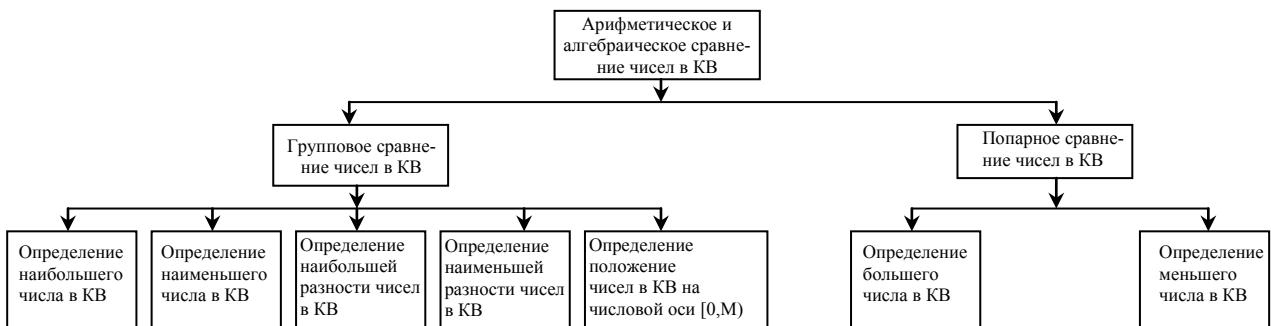 Арифметическое и
алгебраическое сравне-
ние чисел в КВ
Групповое сравне-
ние чисел в КВ
Попарное сравне-
ние чисел в КВ
Определение
наибольшего
числа в КВ
Определение
наименьшего
числа в КВ
Определение
наибольшей
разности чисел
в КВ
Определение
наименьшей
разности чисел
в КВ
Определение
положение
чисел в КВ на
числовой оси [0,М)
Определение
большего
числа в КВ
Определение
меньшего
числа в КВ